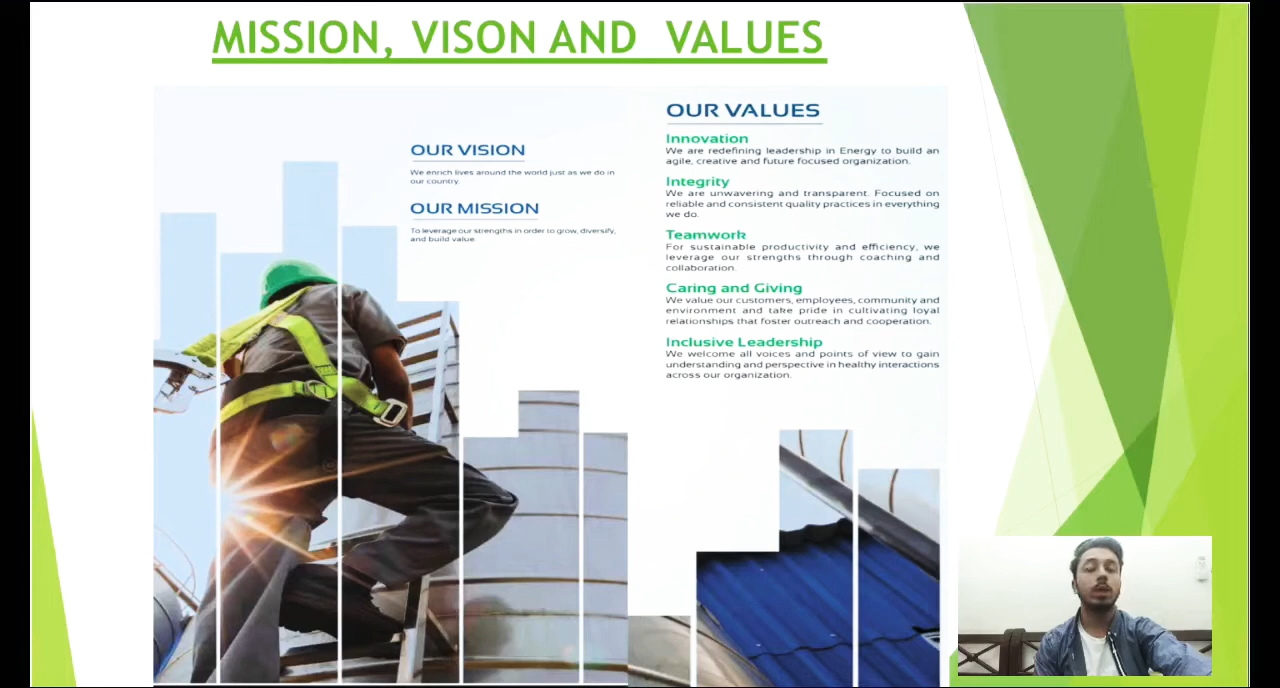 MISSION, VISON AND VALUES
OUR VISION
We enrich lives around the world just as we do in
our country.
OUR MISSION
To leverage our strengths in order to grow, diversify,
and build value
OUR VALUES
Innovation
We are redefining leadership in Energy to build an
agile, creative and future focused organization.
Integrity
We are unwavering and transparent. Focused on
reliable and consistent quality practices in everything
we do.
Teamwork
For sustainable productivity and efficiency, we
leverage our strengths through coaching and
collaboration.
Caring and Giving
We value our customers, employees, community and
environment and take pride in cultivating loyal
relationships that foster outreach and cooperation.
Inclusive Leadership
We welcome all voices and points of view to gain
understanding and perspective in healthy interactions
across our organization.